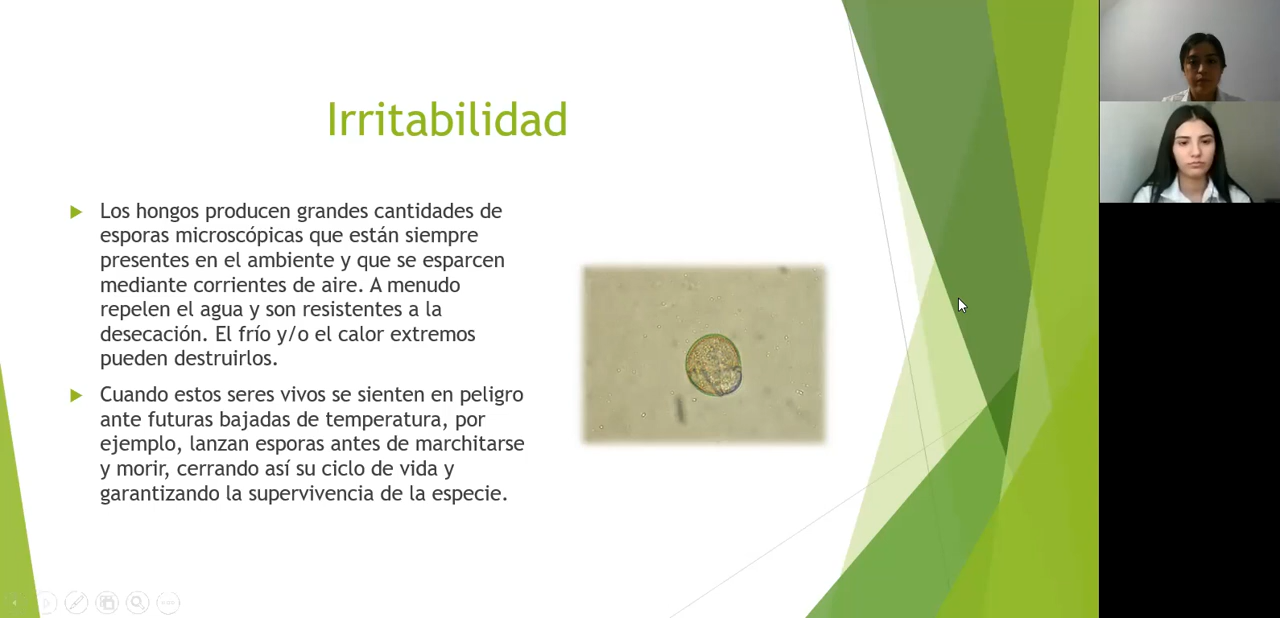 Irritabilidad
Los hongos producen grandes cantidades de
esporas microscópicas que están siempre
presentes en el ambiente y que se esparcen
mediante corrientes de aire. A menudo
repelen el agua y son resistentes a la
desecación. El frío y/o el calor extremos
pueden destruirlos.
Cuando estos seres vivos se sienten en peligro
ante futuras bajadas de temperatura, por
ejemplo, lanzan esporas antes de marchitarse
y morir, cerrando así su ciclo de vida y
garantizando la supervivencia de la especie.